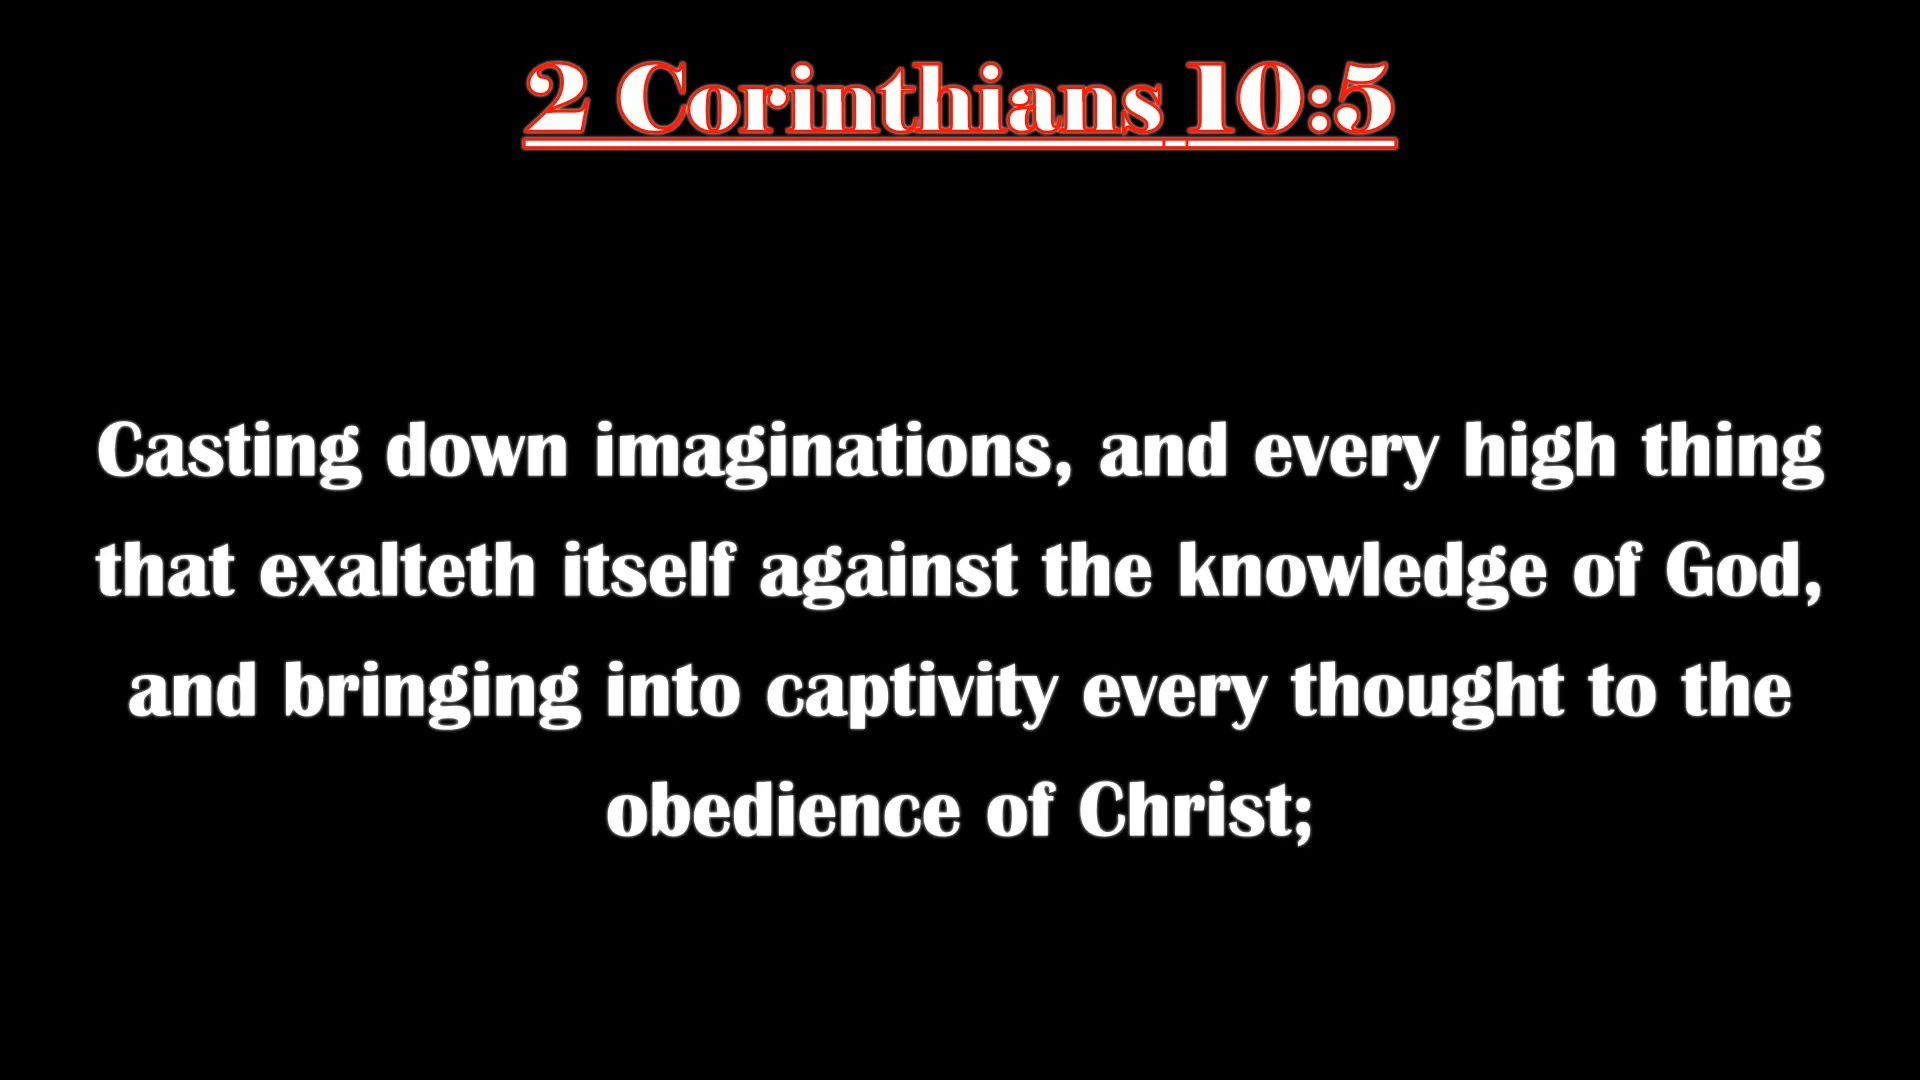 2 Corinthians 10:5
Casting down imaginations, and every high thing
that exalteth itself against the knowledge of God,
and bringing into captivity every thought to the
obedience of Christ;